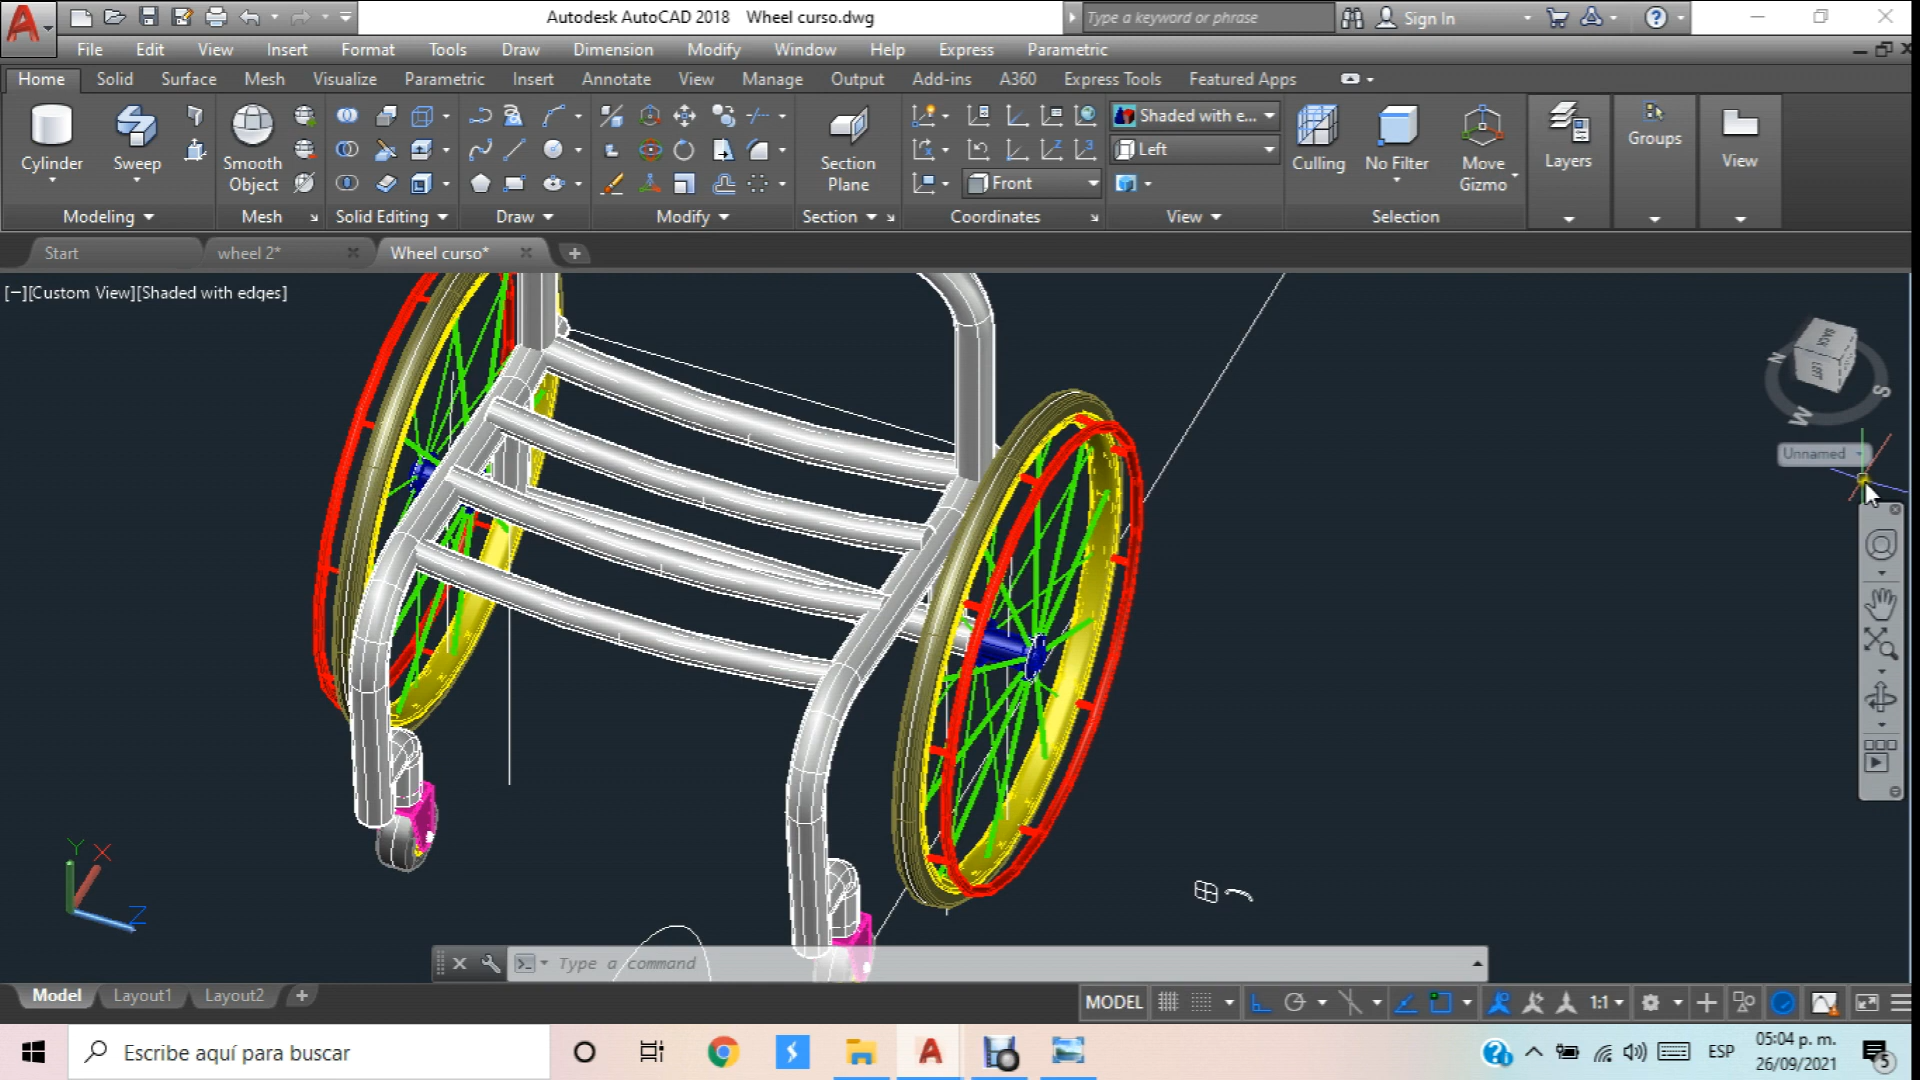 Autodesk AutoCAD 2018 Wheel curso.dwg
Type a keyword or phrase
Sign In
File Edit View Insert Format Tools Draw Dimension Modify Window Help Express Parametric
Home Solid Surface Mesh Visualize Parametric Insert Annotate View Manage Output Add-ins A360 Express Tools Featured Apps
Cylinder
Sweep
Smooth Object
Section Plane
Shaded with e...
Left
Front
Culling
No Filter
Move Gizmo
Layers
Groups
View
Modeling Mesh Solid Editing Draw Modify Section Coordinates View Selection
Start wheel 2* Wheel curso*
[−][Custom View][Shaded with edges]
BACK
LEFT
N
S
W
Unnamed
Y X
Z
Type a command
Model Layout1 Layout2
MODEL
1:1
Escribe aquí para buscar
ESP
05:04 p. m.
26/09/2021
5